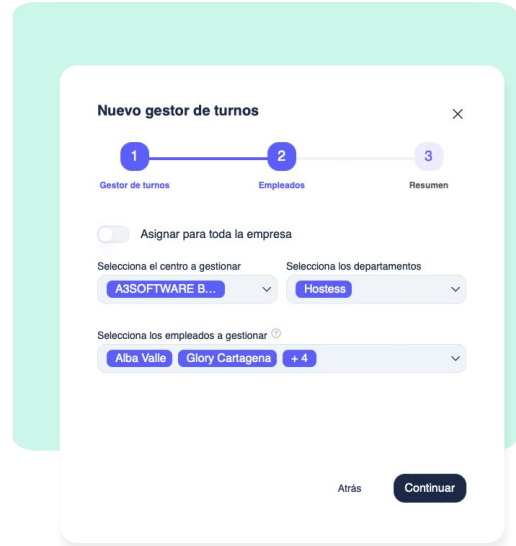 Nuevo gestor de turnos
1 2 3
Gestor de turnos Empleados Resumen
Asignar para toda la empresa
Selecciona el centro a gestionar Selecciona los departamentos
A3SOFTWARE B... Hostess
Selecciona los empleados a gestionar ?
Alba Valle Glory Cartagena + 4
Atrás Continuar